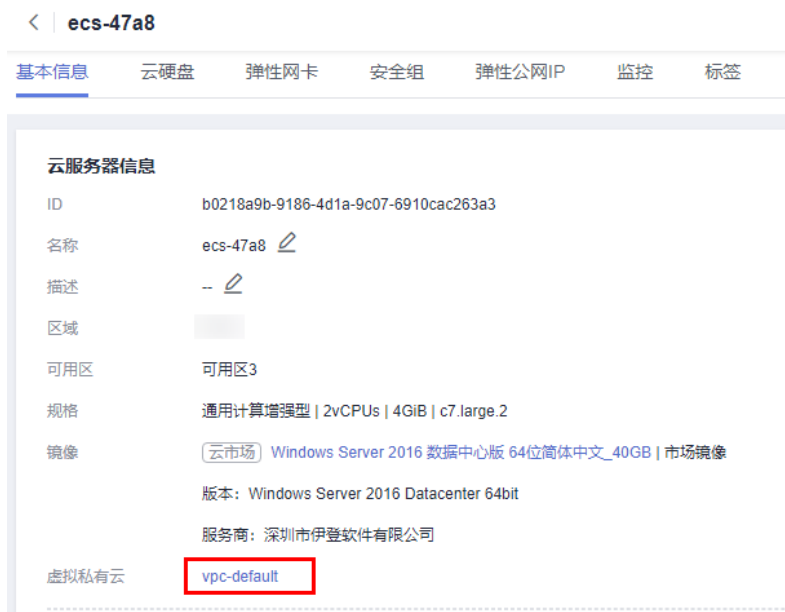 ecs-47a8
基本信息 云硬盘 弹性网卡 安全组 弹性公网IP 监控 标签
云服务器信息
ID b0218a9b-9186-4d1a-9c07-6910cac263a3
名称 ecs-47a8
描述 --
区域
可用区 可用区3
规格 通用计算增强型 | 2vCPUs | 4GiB | c7.large.2
镜像 云市场 Windows Server 2016 数据中心版 64位简体中文_40GB | 市场镜像
版本：Windows Server 2016 Datacenter 64bit
服务商：深圳市伊登软件有限公司
虚拟私有云 vpc-default